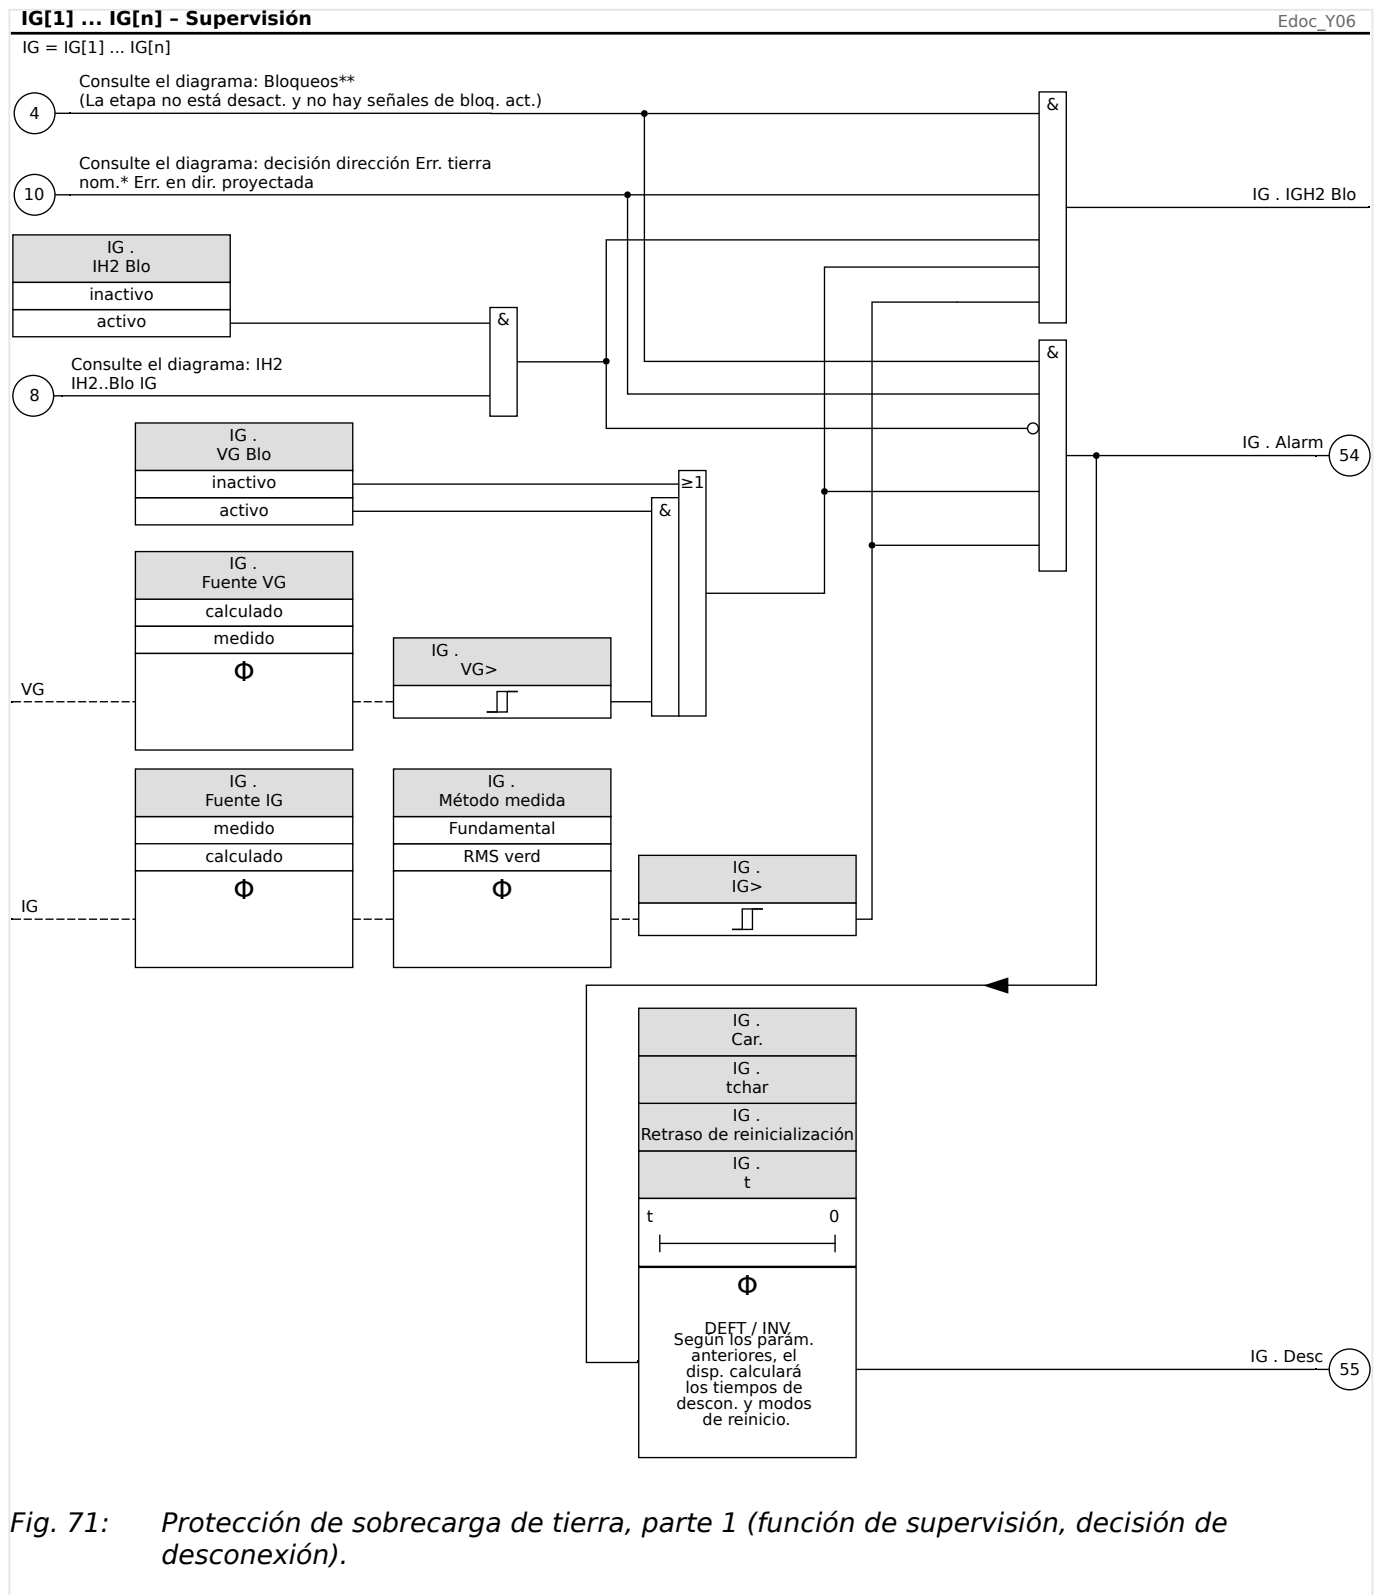 IG[1] ... IG[n] – Supervisión
Edoc_Y06
IG = IG[1] ... IG[n]
Consulte el diagrama: Bloqueos**
(La etapa no está desact. y no hay señales de bloq. act.)
4
&
Consulte el diagrama: decisión dirección Err. tierra
nom.* Err. en dir. proyectada
10
IG . IGH2 Blo
IG .
IH2 Blo
inactivo
activo
&
&
Consulte el diagrama: IH2
IH2..Blo IG
8
IG .
VG Blo
inactivo
activo
≥1
&
IG . Alarm
54
IG .
Fuente VG
calculado
medido
Φ
VG
IG .
VG>
IG .
Fuente IG
medido
calculado
Φ
IG
IG .
Método medida
Fundamental
RMS verd
Φ
IG .
IG>
IG .
Car.
IG .
tchar
IG .
Retraso de reinicialización
IG .
t
t 0
Φ
DEFT / INV
Según los parám.
anteriores, el
disp. calculará
los tiempos de
descon. y modos
de reinicio.
IG . Desc
55
Fig. 71: Protección de sobrecarga de tierra, parte 1 (función de supervisión, decisión de
desconexión).